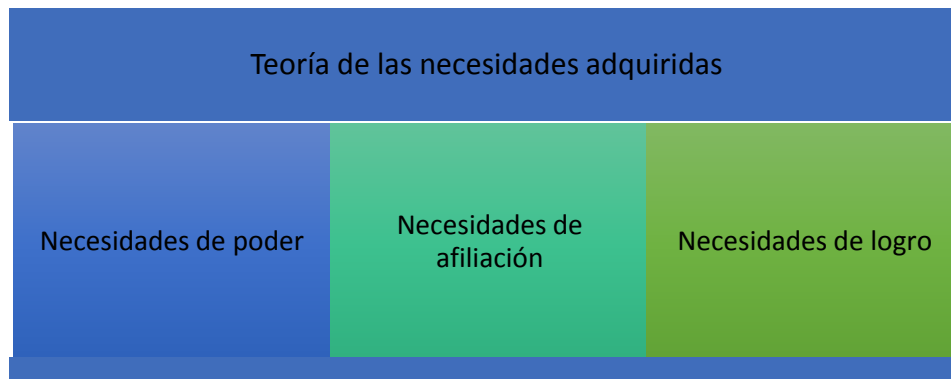 Teoría de las necesidades adquiridas
Necesidades de poder
Necesidades de
afiliación
Necesidades de logro